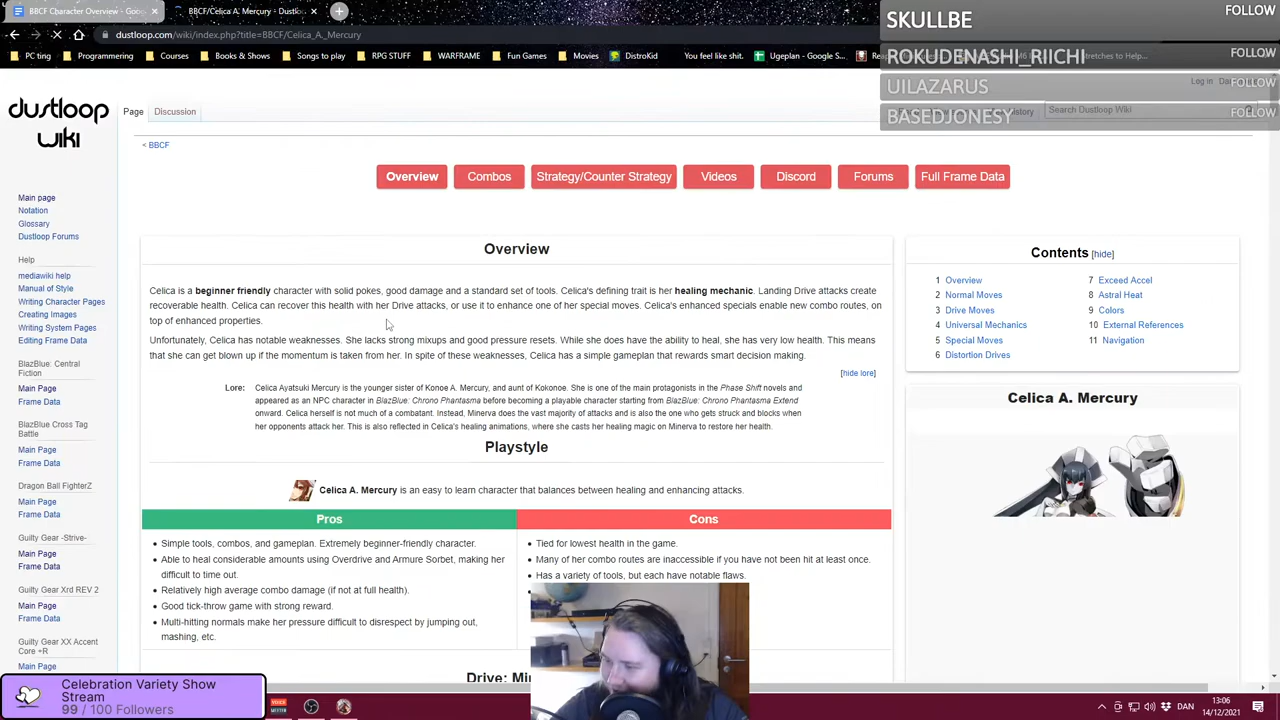 BBCF Character Overview - Goo
BBCF/Celica A. Mercury - Dustloo
dustloop.com/wiki/index.php?title=BBCF/Celica_A._Mercury
PC ting
Programmering
Courses
Books & Shows
Songs to play
RPG STUFF
WARFRAME
Fun Games
Movies
DistroKid
You feel like shit.
Ugeplan - Google S...
SKULLBE
FOLLOW
ROKUDENASHI_RIICHI
FOLLOW
UILAZARUS
FOLLOW
BASEDJONESY
FOLLOW
Log in
Search Dustloop Wiki
dustloop
wiki
Page
Discussion
< BBCF
Overview
Combos
Strategy/Counter Strategy
Videos
Discord
Forums
Full Frame Data
Main page
Notation
Glossary
Dustloop Forums
Help
mediawiki help
Manual of Style
Writing Character Pages
Creating Images
Writing System Pages
Editing Frame Data
BlazBlue: Central
Fiction
Main Page
Frame Data
BlazBlue Cross Tag
Battle
Main Page
Frame Data
Dragon Ball FighterZ
Main Page
Frame Data
Guilty Gear -Strive-
Main Page
Frame Data
Guilty Gear Xrd REV 2
Main Page
Frame Data
Guilty Gear XX Accent
Core +R
Main Page
Overview
Celica is a beginner friendly character with solid pokes, good damage and a standard set of tools. Celica's defining trait is her healing mechanic. Landing Drive attacks create
recoverable health. Celica can recover this health with her Drive attacks, or use it to enhance one of her special moves. Celica's enhanced specials enable new combo routes, on
top of enhanced properties.
Unfortunately, Celica has notable weaknesses. She lacks strong mixups and good pressure resets. While she does have the ability to heal, she has very low health. This means
that she can get blown up if the momentum is taken from her. In spite of these weaknesses, Celica has a simple gameplan that rewards smart decision making.
[hide lore]
Lore: Celica Ayatsuki Mercury is the younger sister of Konoe A. Mercury, and aunt of Kokonoe. She is one of the main protagonists in the Phase Shift novels and
appeared as an NPC character in BlazBlue: Chrono Phantasma before becoming a playable character starting from BlazBlue: Chrono Phantasma Extend
onward. Celica herself is not much of a combatant. Instead, Minerva does the vast majority of attacks and is also the one who gets struck and blocks when
her opponents attack her. This is also reflected in Celica's healing animations, where she casts her healing magic on Minerva to restore her health.
Playstyle
Celica A. Mercury is an easy to learn character that balances between healing and enhancing attacks.
Pros
Cons
• Simple tools, combos, and gameplan. Extremely beginner-friendly character.
• Able to heal considerable amounts using Overdrive and Armure Sorbet, making her
difficult to time out.
• Relatively high average combo damage (if not at full health).
• Good tick-throw game with strong reward.
• Multi-hitting normals make her pressure difficult to disrespect by jumping out,
mashing, etc.
• Tied for lowest health in the game.
• Many of her combo routes are inaccessible if you have not been hit at least once.
• Has a variety of tools, but each have notable flaws.
Drive:
Contents [hide]
1 Overview
2 Normal Moves
3 Drive Moves
4 Universal Mechanics
5 Special Moves
6 Distortion Drives
7 Exceed Accel
8 Astral Heat
9 Colors
10 External References
11 Navigation
Celica A. Mercury
Celebration Variety Show
Stream
99 / 100 Followers
DAN
13:06
14/12/2021